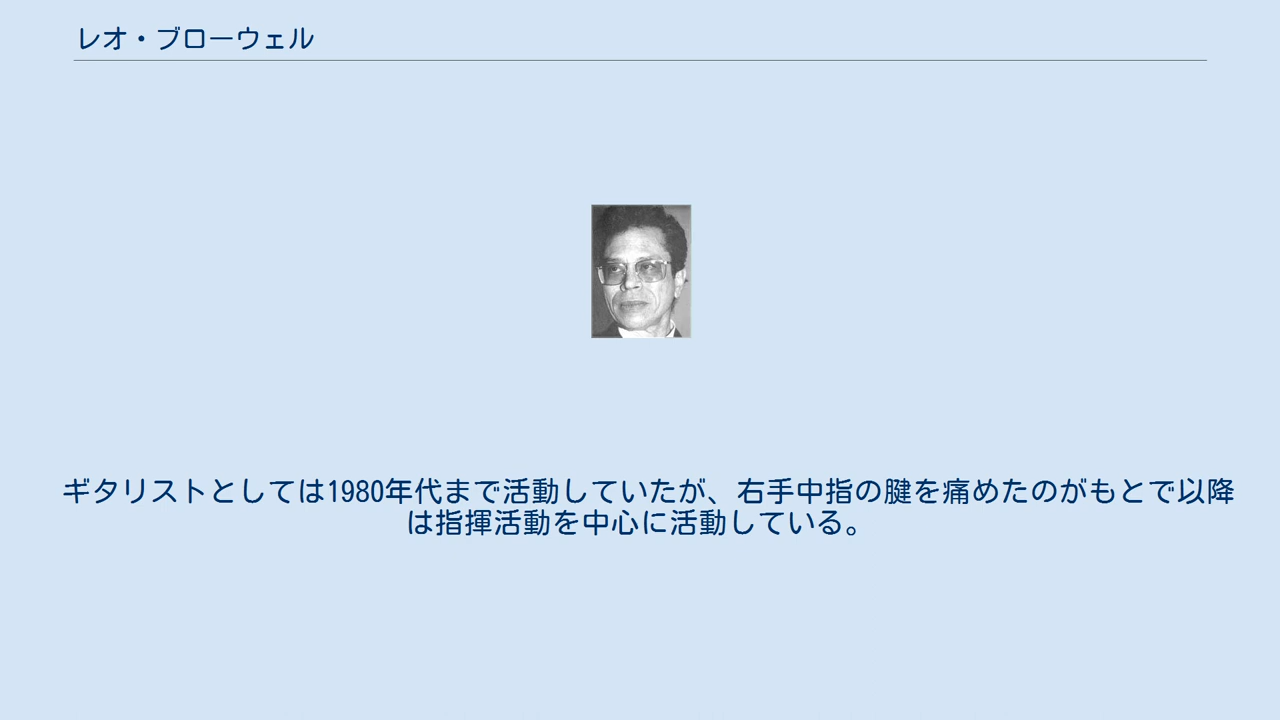 レオ・ブローウェル
ギタリストとしては1980年代まで活動していたが、右手中指の腱を痛めたのがもとで以降
は指揮活動を中心に活動している。